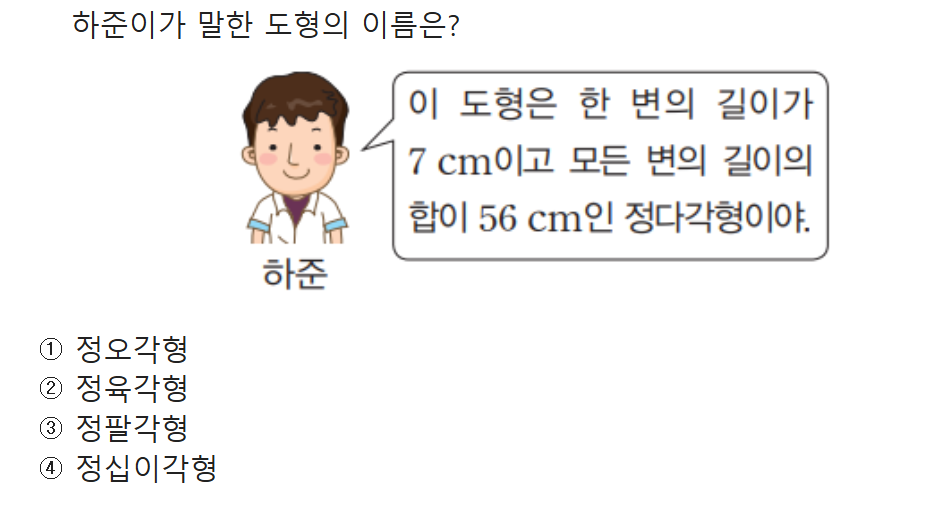 하준이가 말한 도형의 이름은?
이 도형은 한 변의 길이가
7 cm이고 모든 변의 길이의
합이 56 cm인 정다각형이야.
하준
① 정오각형
② 정육각형
③ 정팔각형
④ 정십이각형